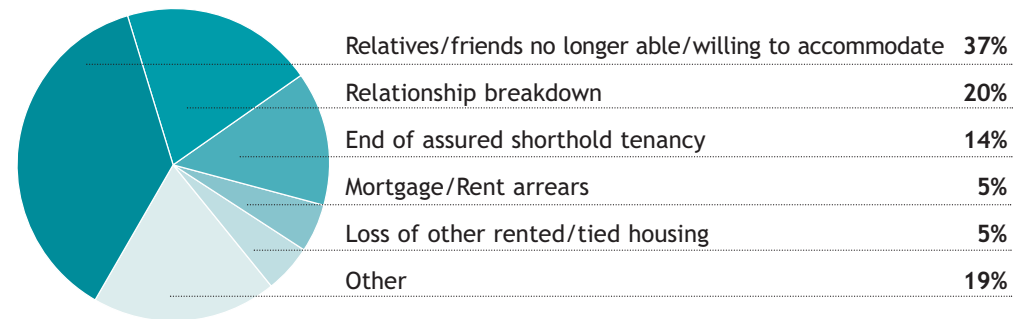 Relatives/friends no longer able/willing to accommodate 37%
Relationship breakdown 20%
End of assured shorthold tenancy 14%
Mortgage/Rent arrears 5%
Loss of other rented/tied housing 5%
Other 19%